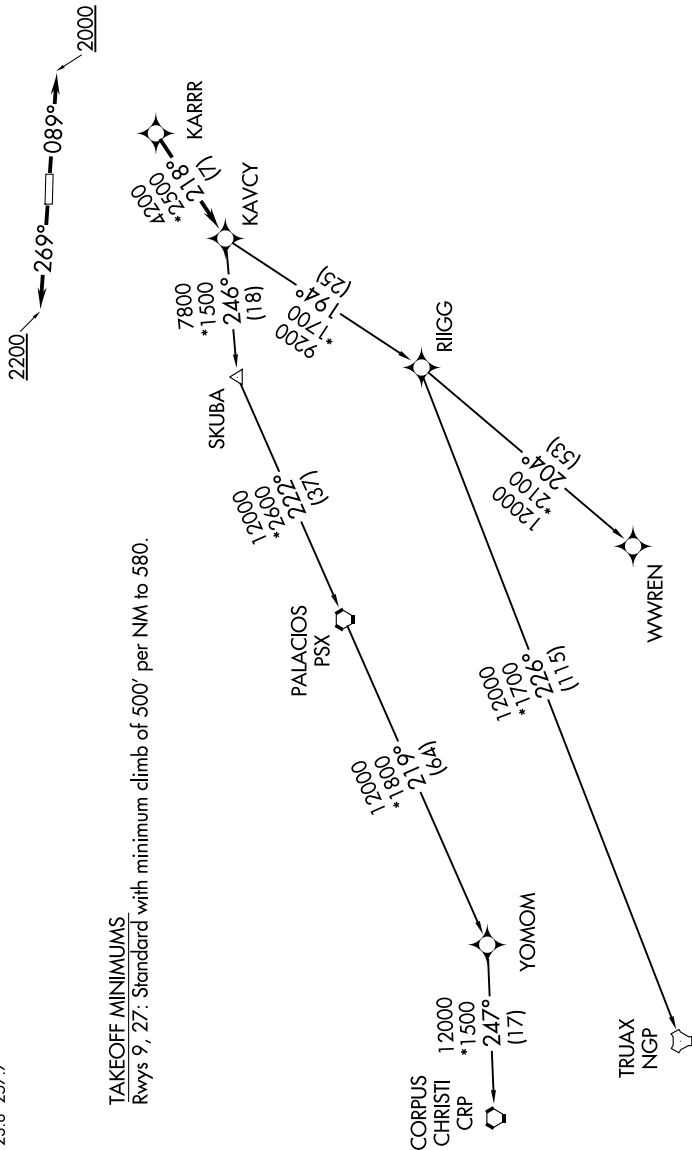 2000
089°
269°
2200
KARRR
4200
*2500
218°
(7)
KAVCY
7800
*1500
246°
(18)
9200
*1700
194°
(25)
SKUBA
RIIGG
12000
*2600
222°
(37)
12000
*2100
204°
(53)
PALACIOS
PSX
WWREN
12000
*1700
226°
(115)
12000
*1800
219°
(64)
TAKEOFF MINIMUMS
Rwys 9, 27: Standard with minimum climb of 500' per NM to 580.
YOMOM
12000
*1500
247°
(17)
CORPUS
CHRISTI
CRP
TRUAX
NGP